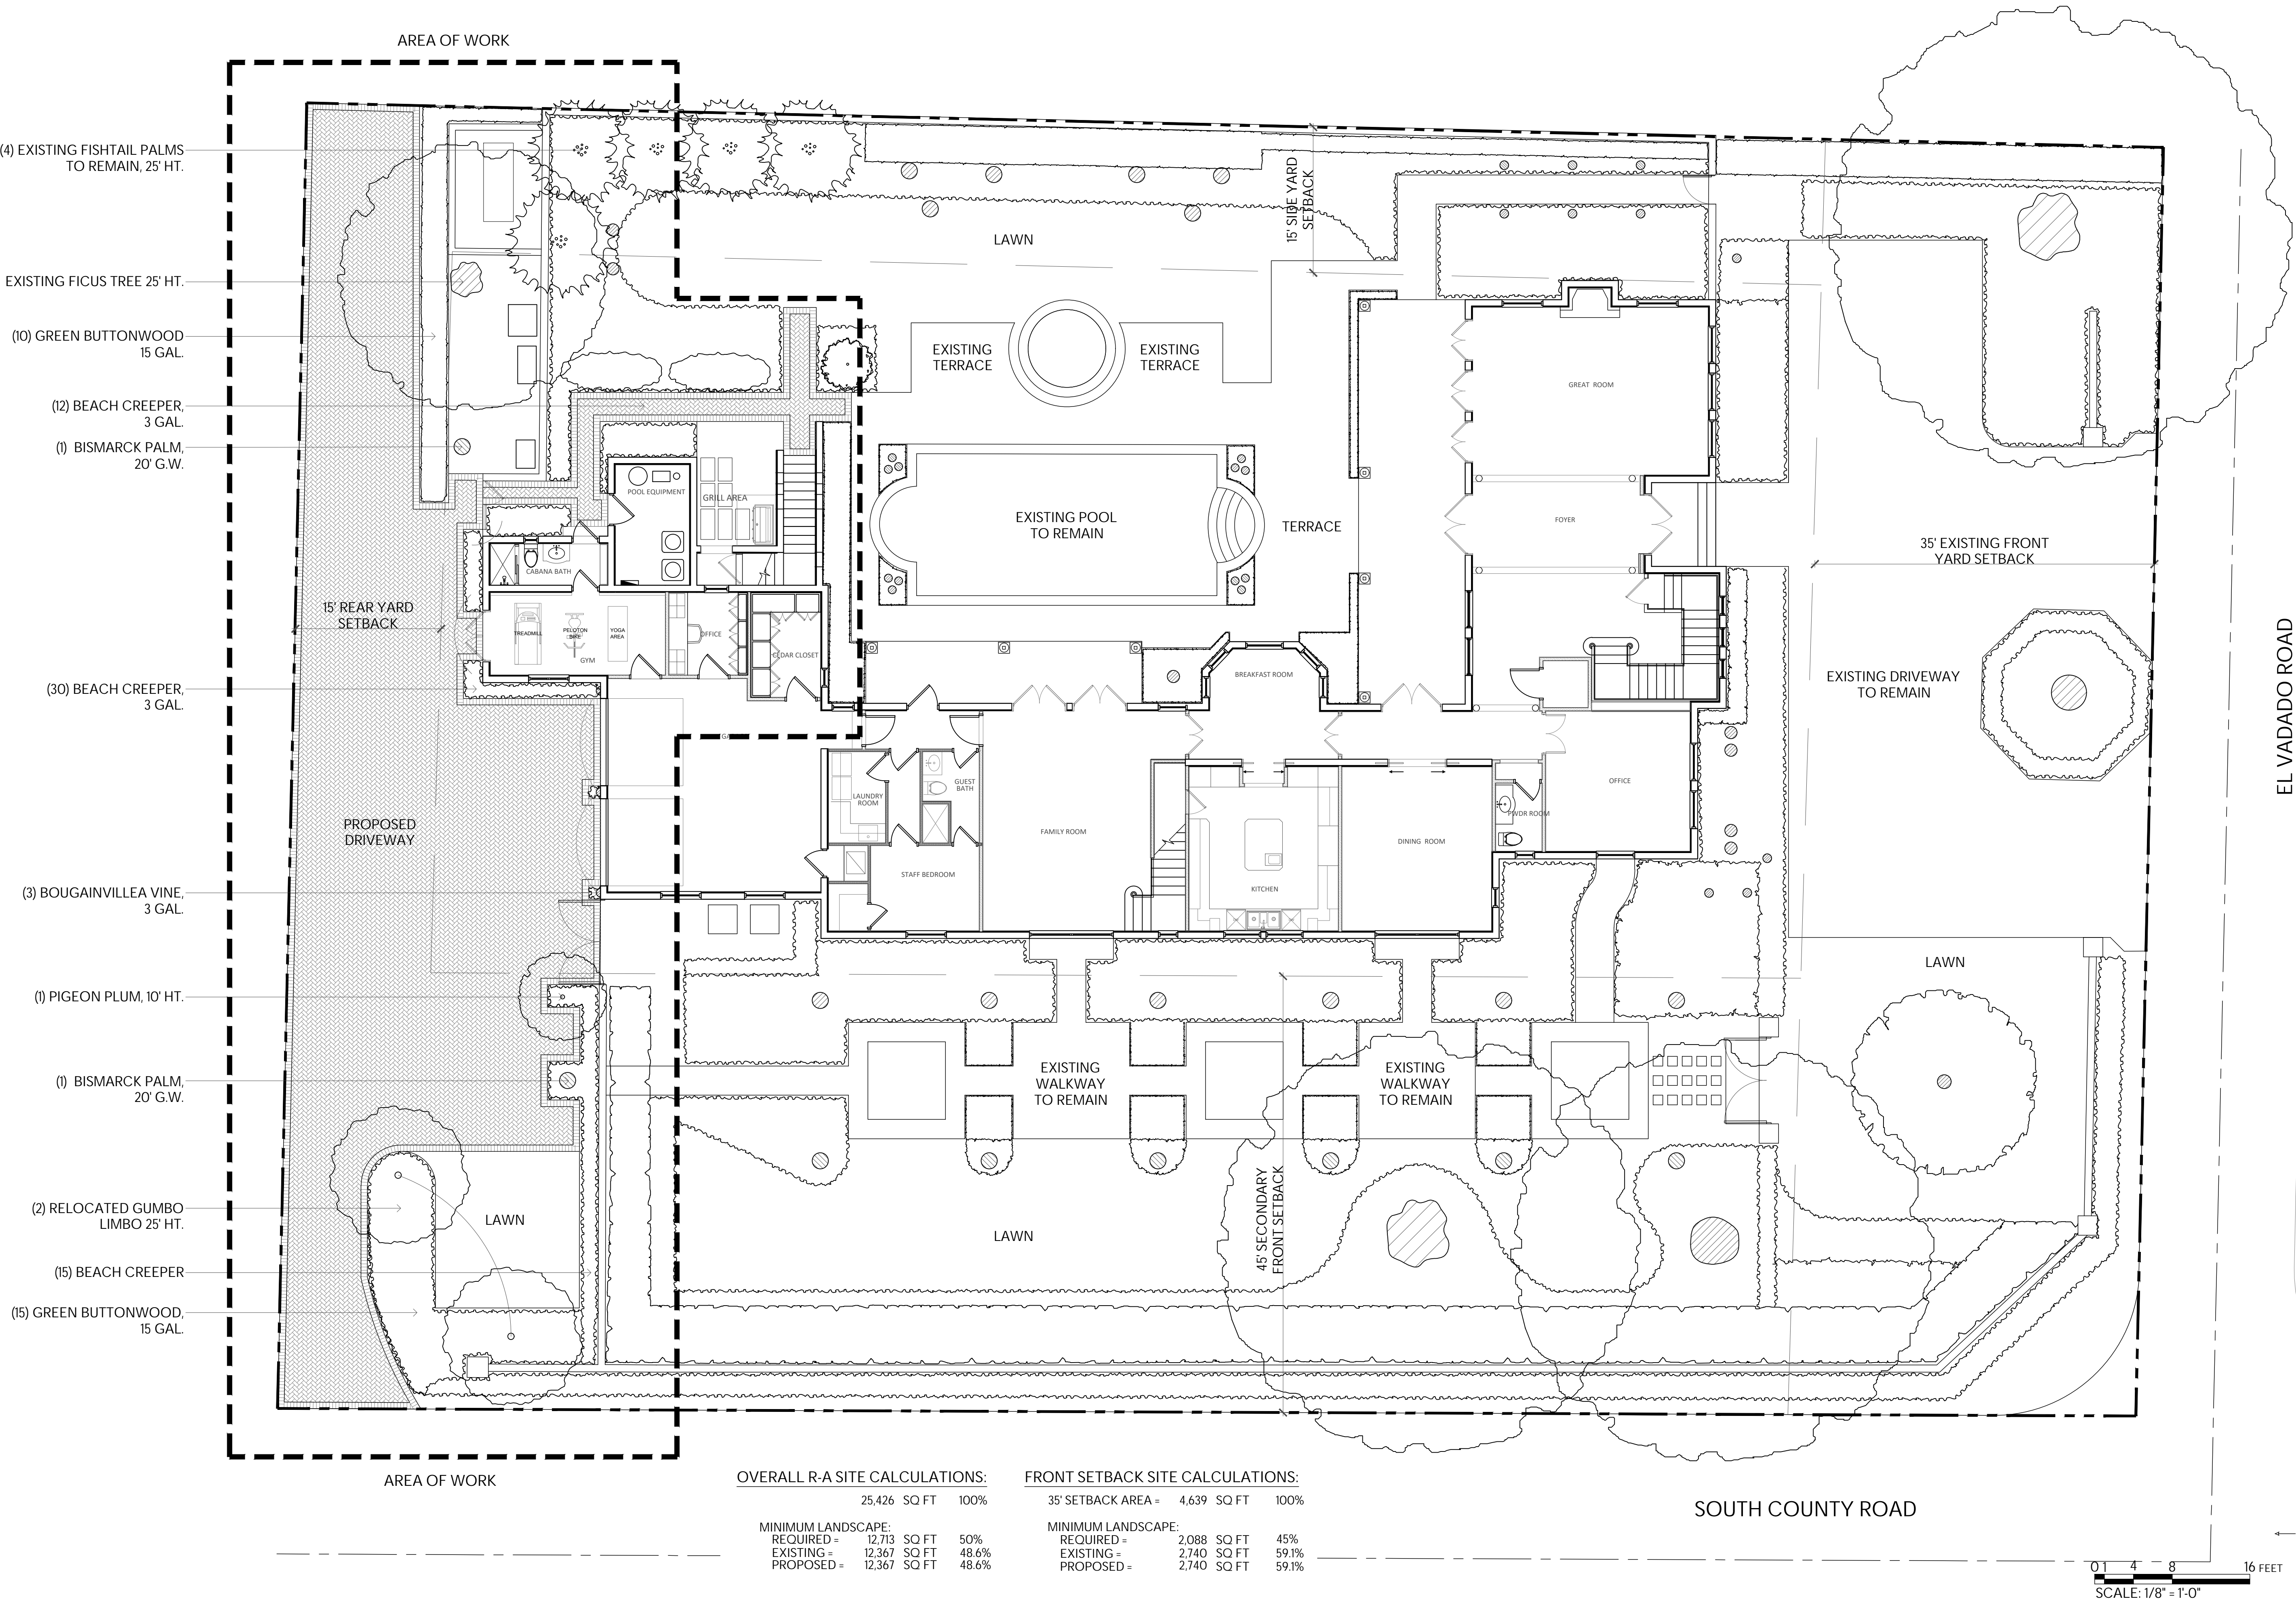 AREA OF WORK
(4) EXISTING FISHTAIL PALMS
TO REMAIN, 25' HT.
EXISTING FICUS TREE 25' HT.
(10) GREEN BUTTONWOOD
15 GAL.
(12) BEACH CREEPER,
3 GAL.
(1) BISMARCK PALM,
20' G.W.
(30) BEACH CREEPER,
3 GAL.
(3) BOUGAINVILLEA VINE,
3 GAL.
(1) PIGEON PLUM, 10' HT.
(1) BISMARCK PALM,
20' G.W.
(2) RELOCATED GUMBO
LIMBO 25' HT.
(15) BEACH CREEPER
(15) GREEN BUTTONWOOD,
15 GAL.
15' REAR YARD
SETBACK
PROPOSED
DRIVEWAY
LAWN
POOL EQUIPMENT
GRILL AREA
CABANA BATH
TREADMILL
PELOTON
BIKE
YOGA
AREA
GYM
OFFICE
CEDAR CLOSET
LAWN
15' SIDE YARD
SETBACK
EXISTING
TERRACE
EXISTING
TERRACE
EXISTING POOL
TO REMAIN
TERRACE
GREAT ROOM
FOYER
BREAKFAST ROOM
35' EXISTING FRONT
YARD SETBACK
EXISTING DRIVEWAY
TO REMAIN
EL VADADO ROAD
LAUNDRY
ROOM
GUEST
BATH
STAFF BEDROOM
FAMILY ROOM
KITCHEN
DINING ROOM
PWDR ROOM
OFFICE
LAWN
EXISTING
WALKWAY
TO REMAIN
EXISTING
WALKWAY
TO REMAIN
45' SECONDARY
FRONT SETBACK
LAWN
AREA OF WORK
OVERALL R-A SITE CALCULATIONS:
25,426 SQ FT 100%
MINIMUM LANDSCAPE:
REQUIRED = 12,713 SQ FT 50%
EXISTING = 12,367 SQ FT 48.6%
PROPOSED = 12,367 SQ FT 48.6%
FRONT SETBACK SITE CALCULATIONS:
35' SETBACK AREA = 4,639 SQ FT 100%
MINIMUM LANDSCAPE:
REQUIRED = 2,088 SQ FT 45%
EXISTING = 2,740 SQ FT 59.1%
PROPOSED = 2,740 SQ FT 59.1%
SOUTH COUNTY ROAD
0 1 4 8 16 FEET
SCALE: 1/8" = 1'-0"